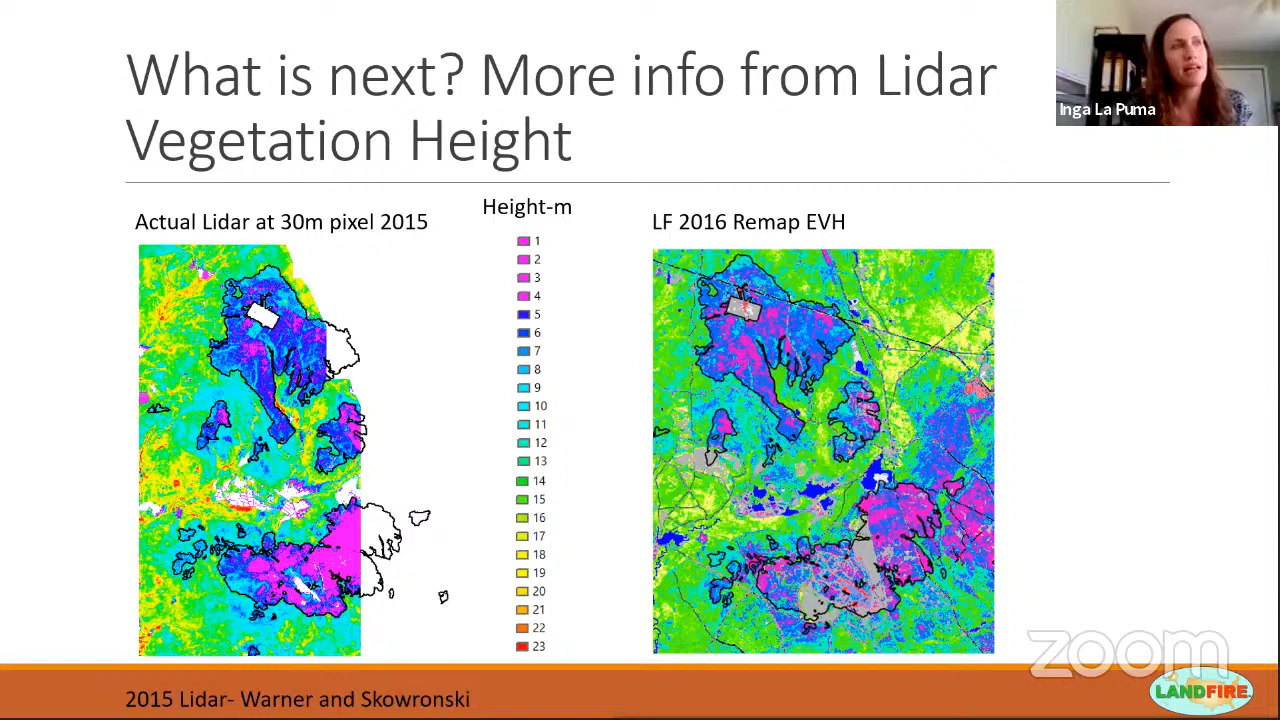 What is next? More info from Lidar
Vegetation Height
Inga La Puma
Actual Lidar at 30m pixel 2015
Height-m
LF 2016 Remap EVH
1
2
3
4
5
6
7
8
9
10
11
12
13
14
15
16
17
18
19
20
21
22
23
zoom
2015 Lidar- Warner and Skowronski
LANDFIRE